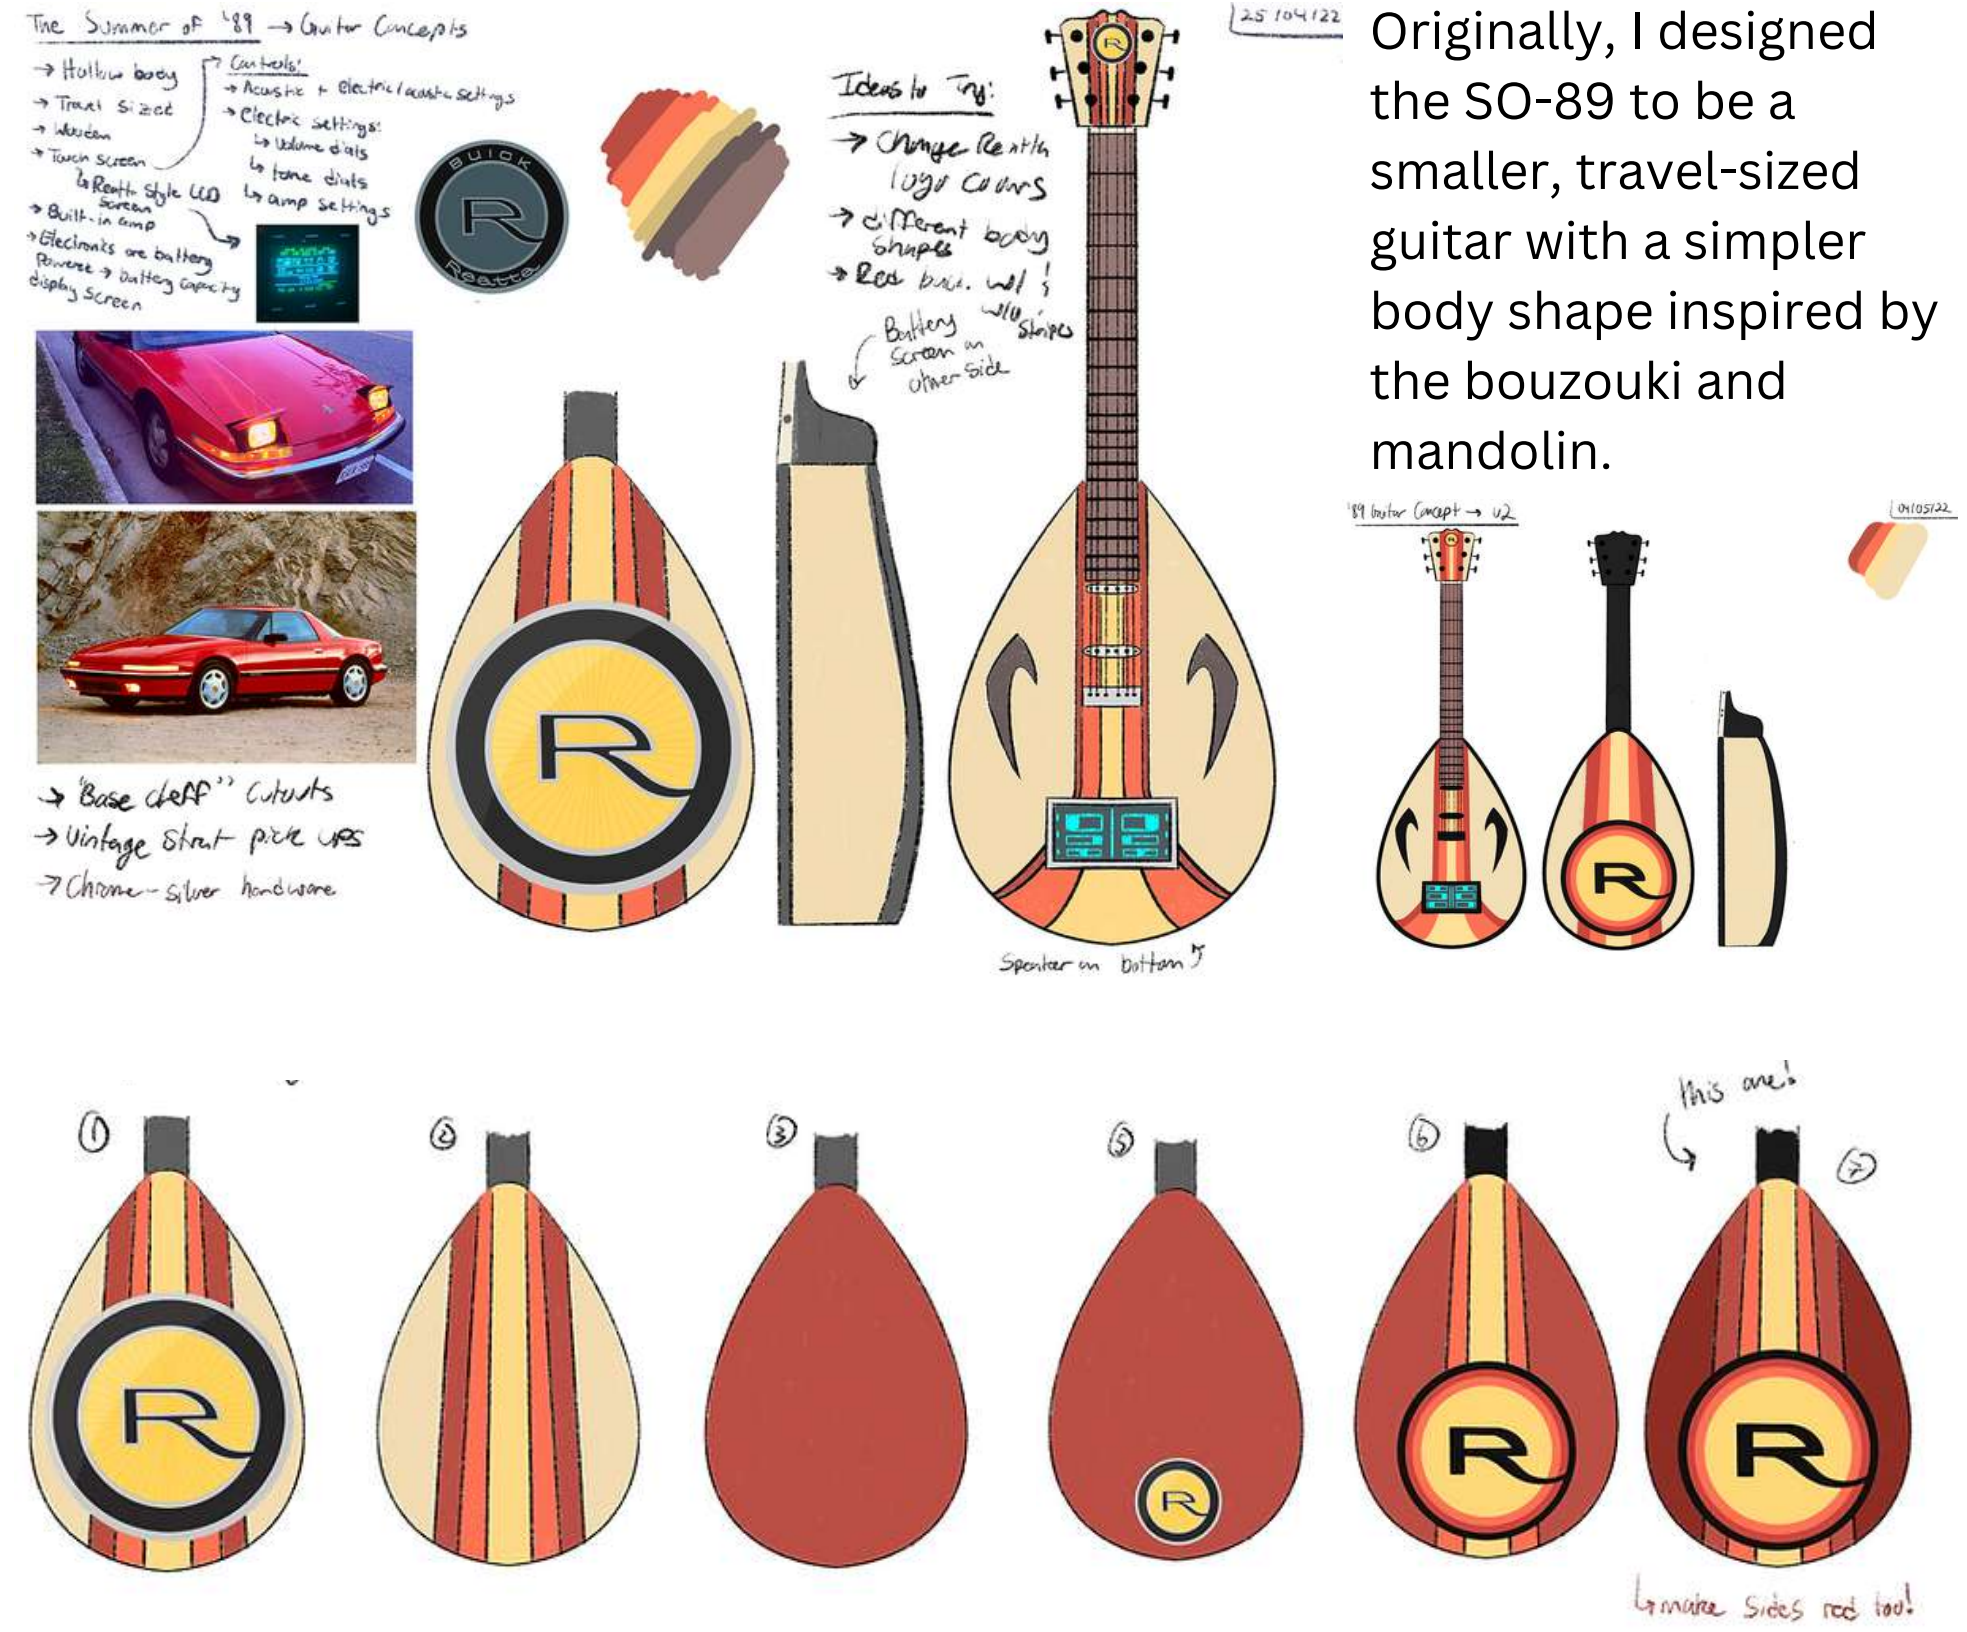 The Summer of '89 → Guitar Concepts
→ Hollow body
→ Travel Sized
→ Wooden
→ Touch screen
↳ Reatta Style LCD
Screen
→ Built-in amp
→ Electronics are battery
Powered → battery capacity
display screen
Controls:
→ Acoustic + Electric/acoustic settings
→ Electric settings:
↳ Volume dials
↳ tone dials
↳ amp settings
BUICK
R
Reatta
→ "Base cleff" Cutouts
→ Vintage Strat pick ups
→ Chrome-silver hardware
25/04/22
Ideas to Try:
→ Change Reatta
logo colours
→ different body
Shapes
→ Red back w/ &
w/o stripes
Battery
Screen on
other side
R
R
Speaker on bottom
Originally, I designed
the SO-89 to be a
smaller, travel-sized
guitar with a simpler
body shape inspired by
the bouzouki and
mandolin.
'89 Guitar Concept → v2
04/05/22
R
R
① ② ③ ⑤ ⑥ ⑦
this one!
R
R
R
R
↳ make sides red too!